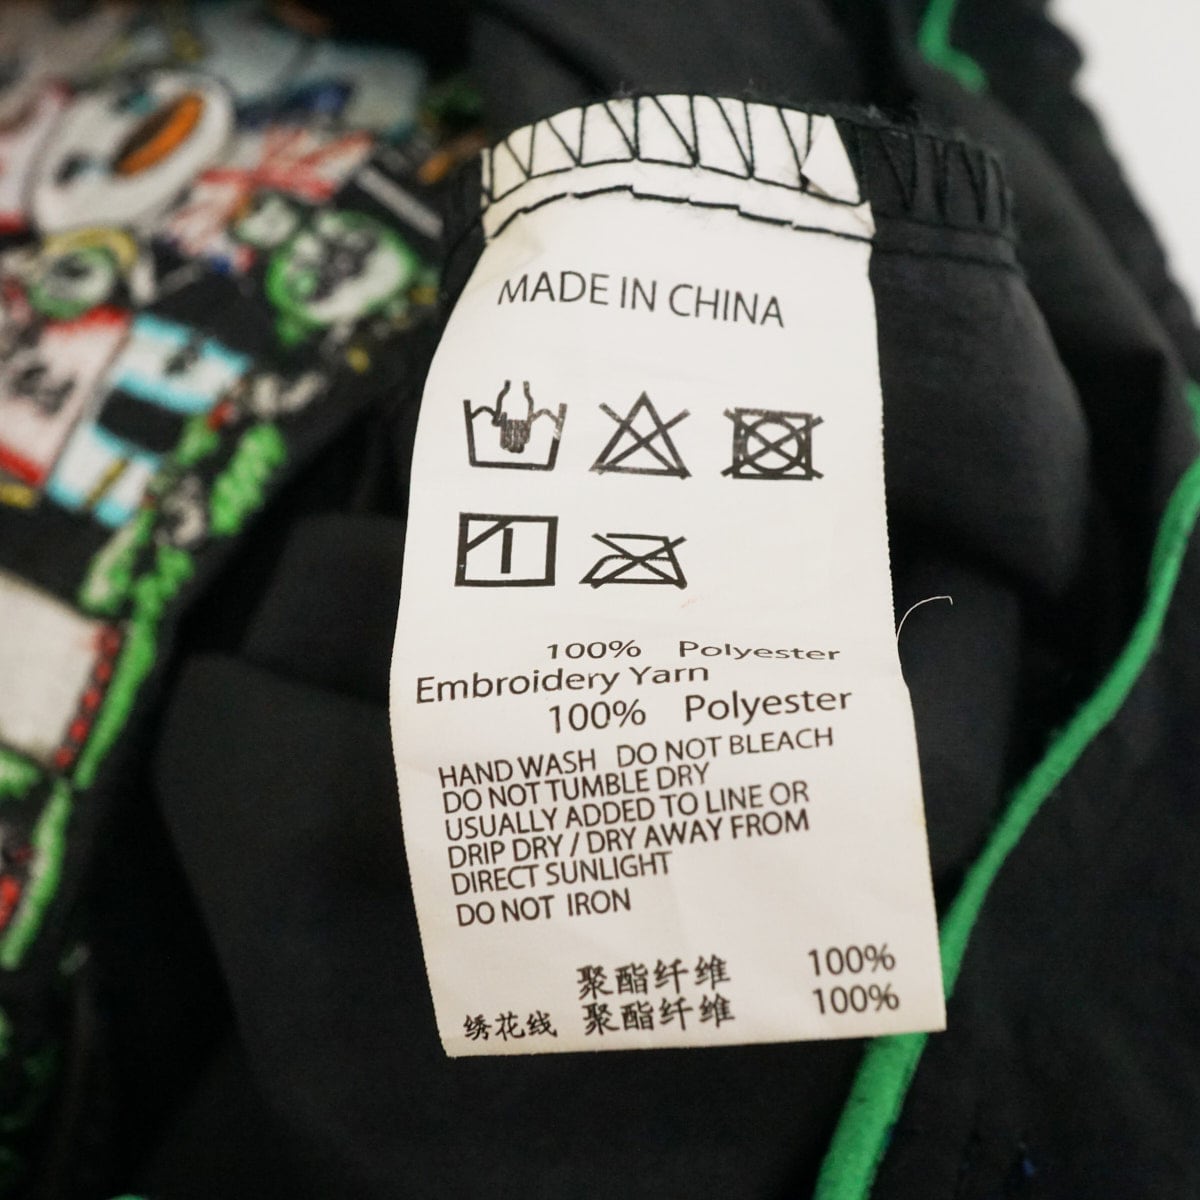 MADE IN CHINA
100% Polyester
Embroidery Yarn
100% Polyester
HAND WASH DO NOT BLEACH
DO NOT TUMBLE DRY
USUALLY ADDED TO LINE OR
DRIP DRY / DRY AWAY FROM
DIRECT SUNLIGHT
DO NOT IRON
聚酯纤维 100%
绣花线 聚酯纤维 100%